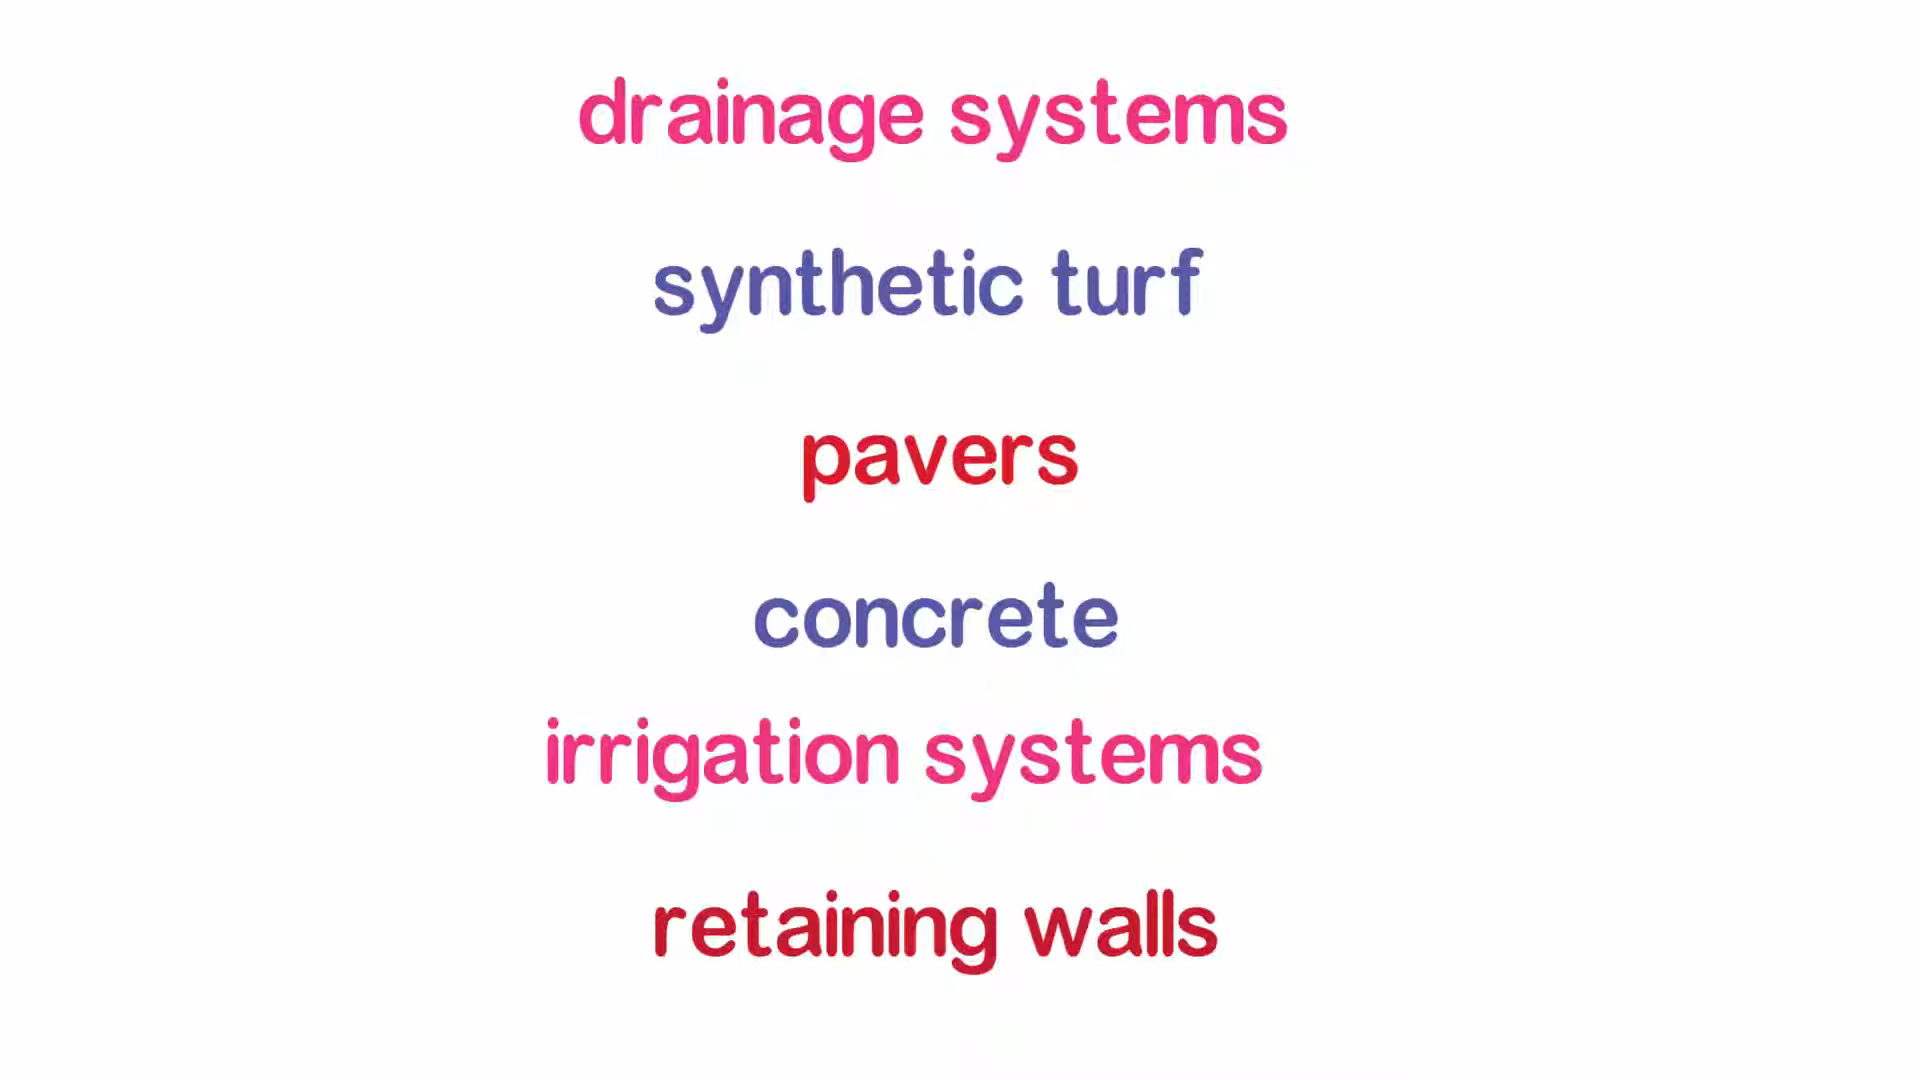 drainage systems
synthetic turf
pavers
concrete
irrigation systems
retaining walls